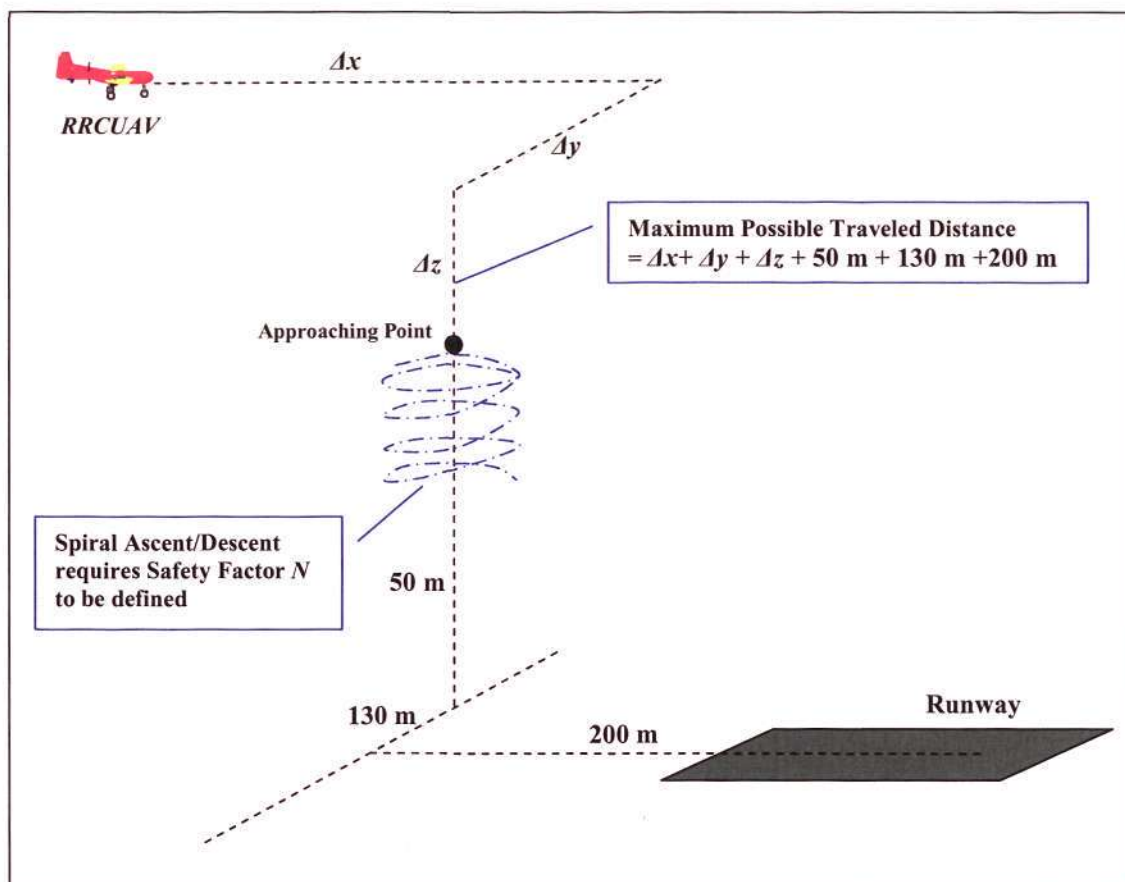 Δx
RRCUAV
Δy
Maximum Possible Traveled Distance
= Δx+ Δy + Δz + 50 m + 130 m +200 m
Δz
Approaching Point
Spiral Ascent/Descent
requires Safety Factor N
to be defined
50 m
Runway
130 m
200 m